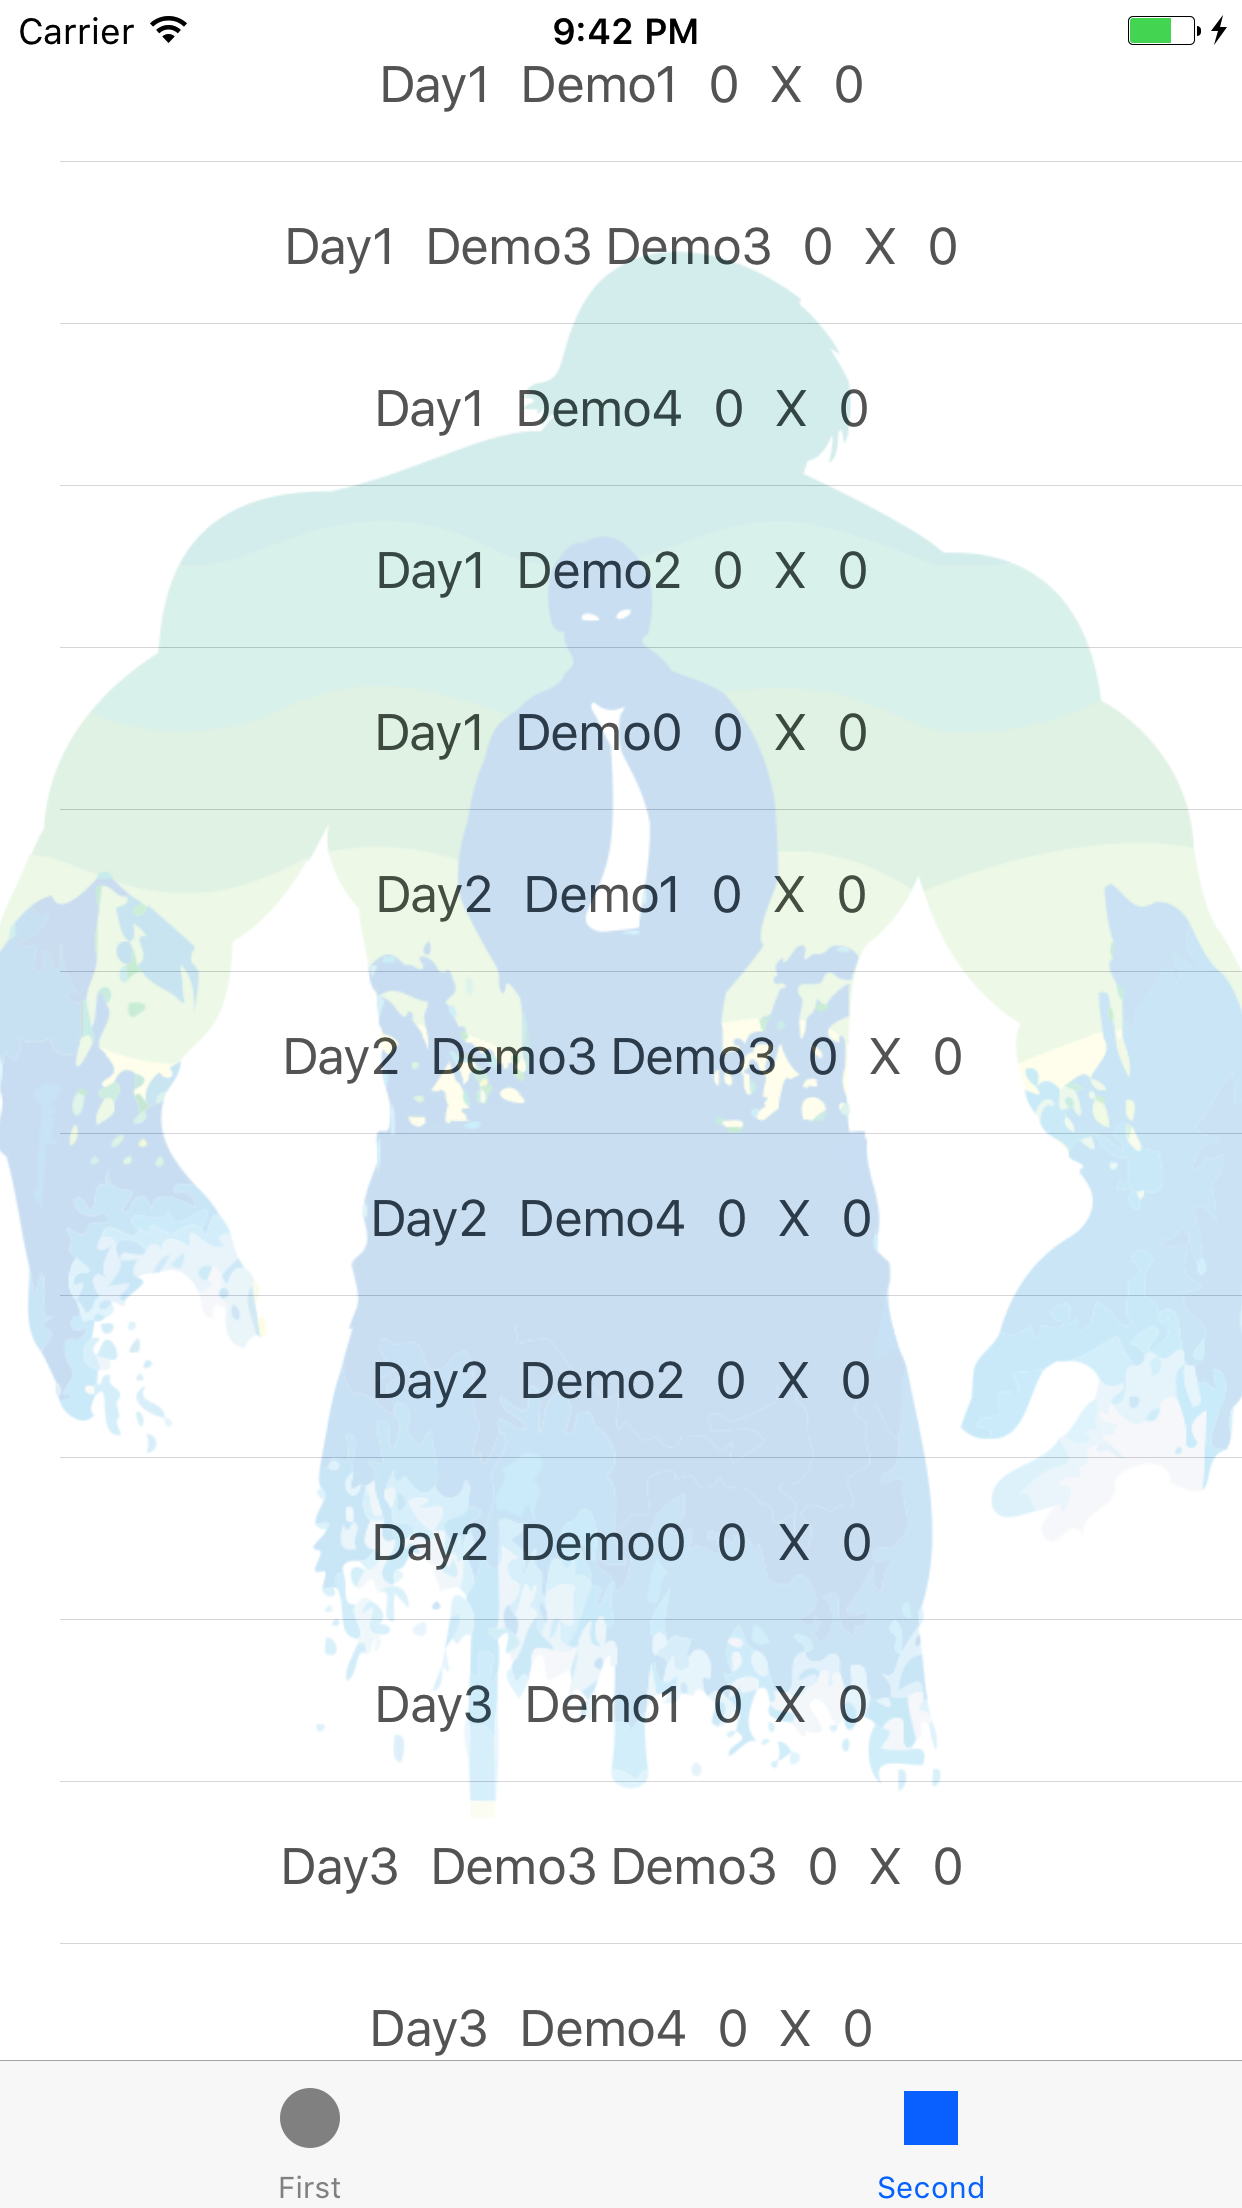 Carrier 9:42 PM
Day1 Demo1 0 X 0
Day1 Demo3 Demo3 0 X 0
Day1 Demo4 0 X 0
Day1 Demo2 0 X 0
Day1 Demo0 0 X 0
Day2 Demo1 0 X 0
Day2 Demo3 Demo3 0 X 0
Day2 Demo4 0 X 0
Day2 Demo2 0 X 0
Day2 Demo0 0 X 0
Day3 Demo1 0 X 0
Day3 Demo3 Demo3 0 X 0
Day3 Demo4 0 X 0
First Second